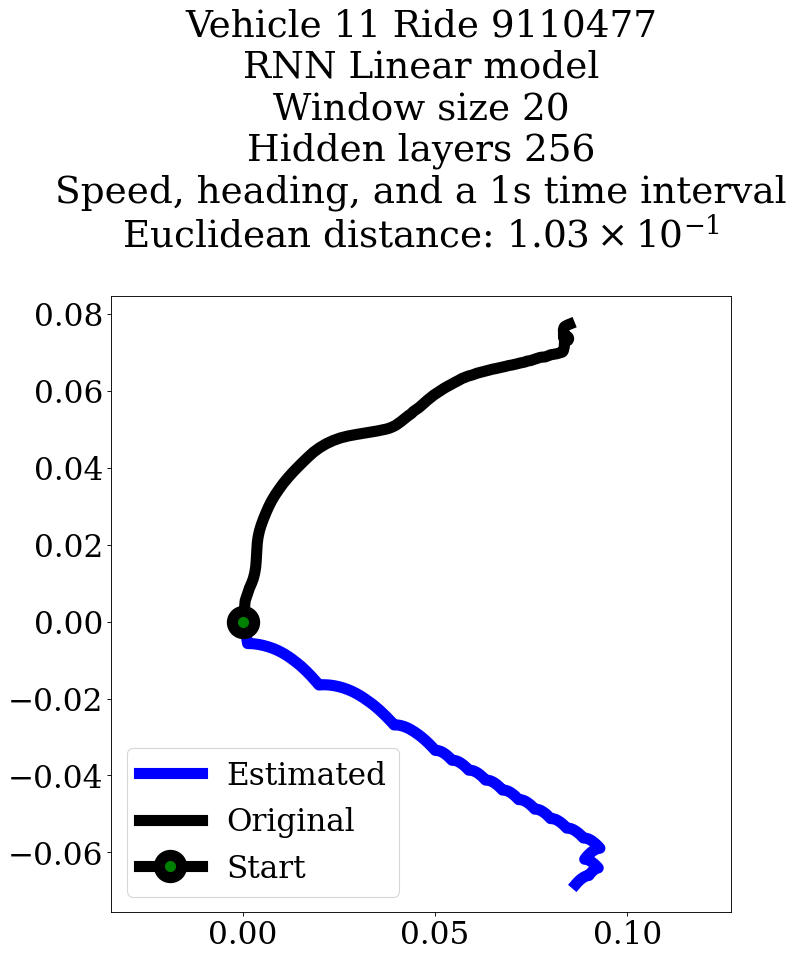 Vehicle 11 Ride 9110477
RNN Linear model
Window size 20
Hidden layers 256
Speed, heading, and a 1s time interval
Euclidean distance: 1.03 × 10⁻¹
0.08
0.06
0.04
0.02
0.00
−0.02
−0.04
−0.06
Estimated
Original
Start
0.00 0.05 0.10